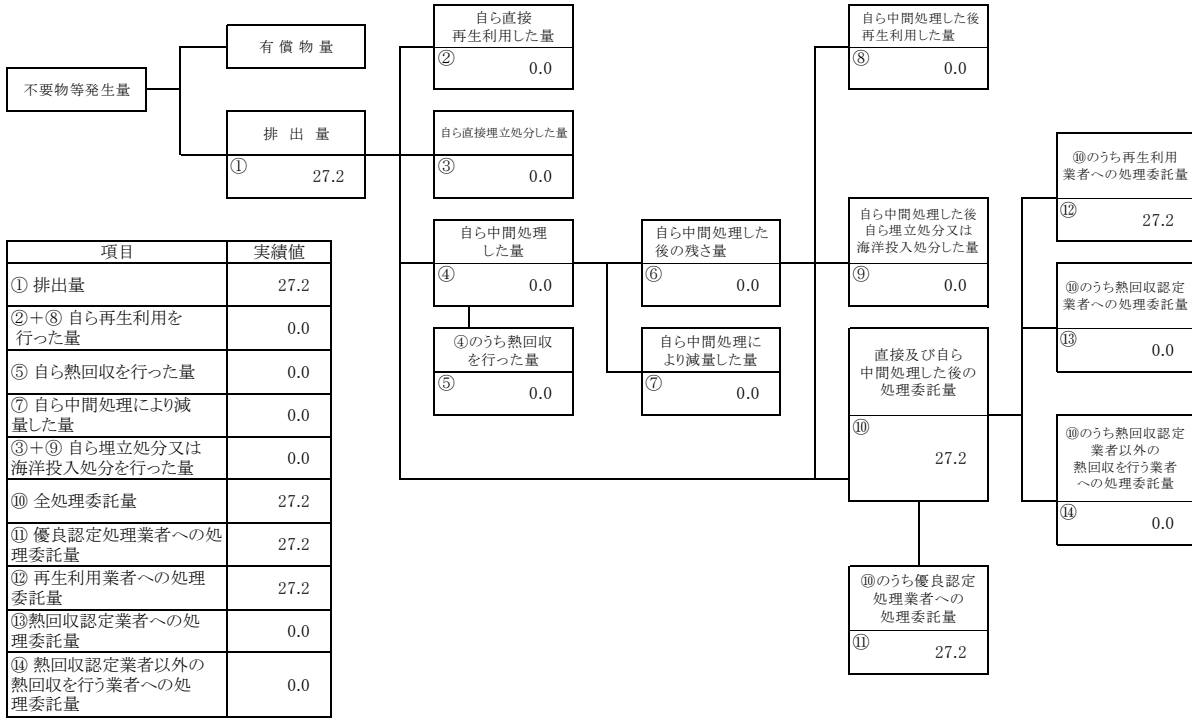 不要物等発生量
有償物量
排出量
① 27.2
自ら直接
再生利用した量
② 0.0
自ら直接埋立処分した量
③ 0.0
自ら中間処理
した量
④ 0.0
④のうち熱回収
を行った量
⑤ 0.0
自ら中間処理した
後の残さ量
⑥ 0.0
自ら中間処理に
より減量した量
⑦ 0.0
自ら中間処理した後
再生利用した量
⑧ 0.0
自ら中間処理した後
自ら埋立処分又は
海洋投入処分した量
⑨ 0.0
直接及び自ら
中間処理した後の
処理委託量
⑩
27.2
⑩のうち優良認定
処理業者への
処理委託量
⑪ 27.2
⑩のうち再生利用
業者への処理委託量
⑫ 27.2
⑩のうち熱回収認定
業者への処理委託量
⑬ 0.0
⑩のうち熱回収認定
業者以外の
熱回収を行う業者
への処理委託量
⑭ 0.0
項目 実績値
① 排出量 27.2
②+⑧ 自ら再生利用を
行った量 0.0
⑤ 自ら熱回収を行った量 0.0
⑦ 自ら中間処理により減
量した量 0.0
③+⑨ 自ら埋立処分又は
海洋投入処分を行った量 0.0
⑩ 全処理委託量 27.2
⑪ 優良認定処理業者への処
理委託量 27.2
⑫ 再生利用業者への処理
委託量 27.2
⑬熱回収認定業者への処
理委託量 0.0
⑭ 熱回収認定業者以外の
熱回収を行う業者への処
理委託量 0.0